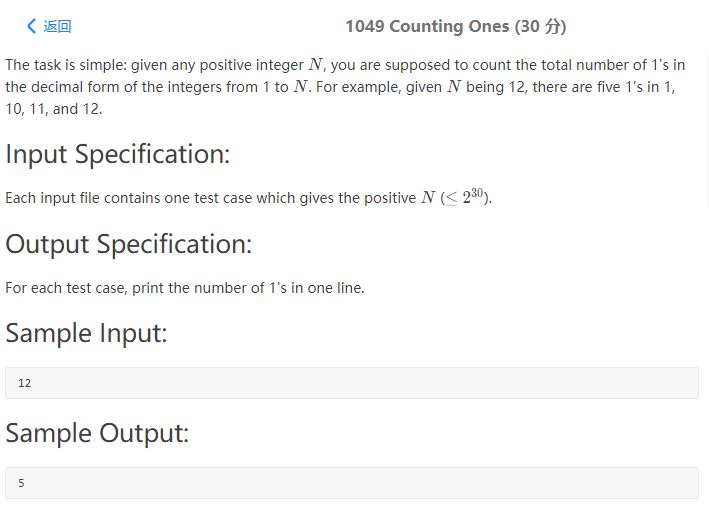 返回
1049 Counting Ones (30 分)
The task is simple: given any positive integer N, you are supposed to count the total number of 1's in
the decimal form of the integers from 1 to N. For example, given N being 12, there are five 1's in 1,
10, 11, and 12.
Input Specification:
Each input file contains one test case which gives the positive N (≤ 2³⁰).
Output Specification:
For each test case, print the number of 1's in one line.
Sample Input:
12
Sample Output:
5